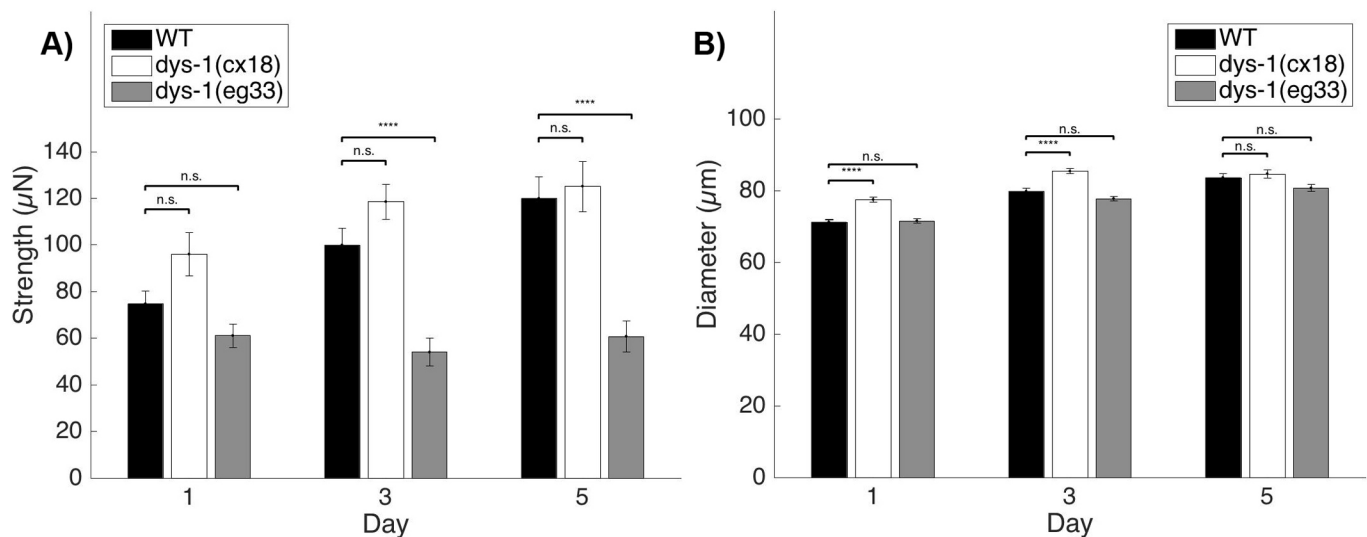 A)
WT
dys-1(cx18)
dys-1(eg33)
Strength (µN)
140
120
100
80
60
40
20
0
n.s.
n.s.
n.s.
****
n.s.
****
1
3
5
Day
B)
WT
dys-1(cx18)
dys-1(eg33)
Diameter (µm)
100
80
60
40
20
0
n.s.
****
n.s.
****
n.s.
n.s.
1
3
5
Day